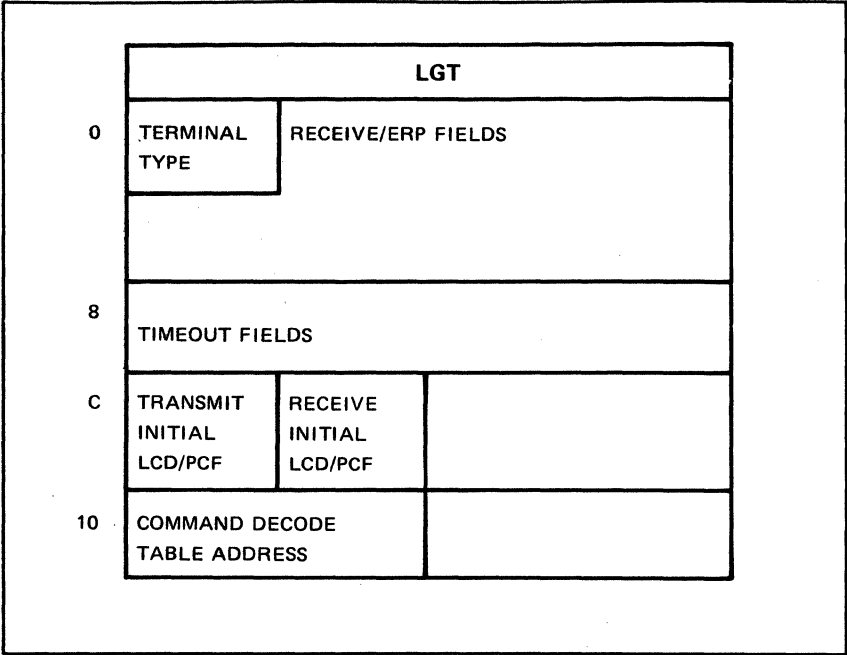 LGT
0 TERMINAL TYPE RECEIVE/ERP FIELDS
8 TIMEOUT FIELDS
C TRANSMIT INITIAL LCD/PCF RECEIVE INITIAL LCD/PCF
10 COMMAND DECODE TABLE ADDRESS